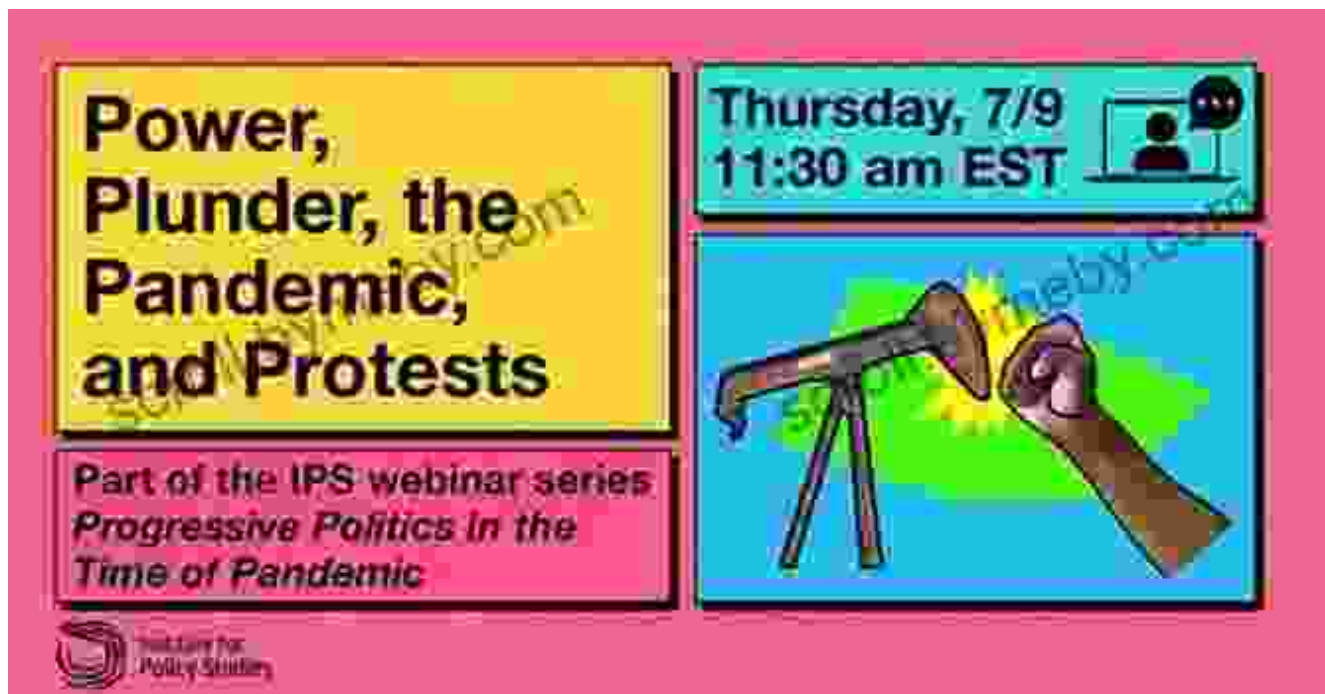 Power,
Plunder, the
Pandemic,
and Protests
Thursday, 7/9
11:30 am EST
Part of the IPS webinar series
Progressive Politics in the
Time of Pandemic
Institute for
Policy Studies